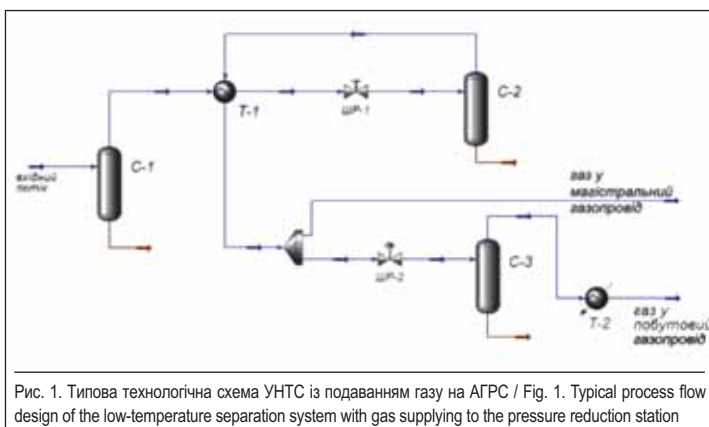 С-1
вхідний
потік
Т-1
ШР-1
С-2
газ у
магістральний
газопровід
ШР-2
С-3
Т-2
газ у
побутовий
газопровід
Рис. 1. Типова технологічна схема УНТС із подаванням газу на АГРС / Fig. 1. Typical process flow
design of the low-temperature separation system with gas supplying to the pressure reduction station